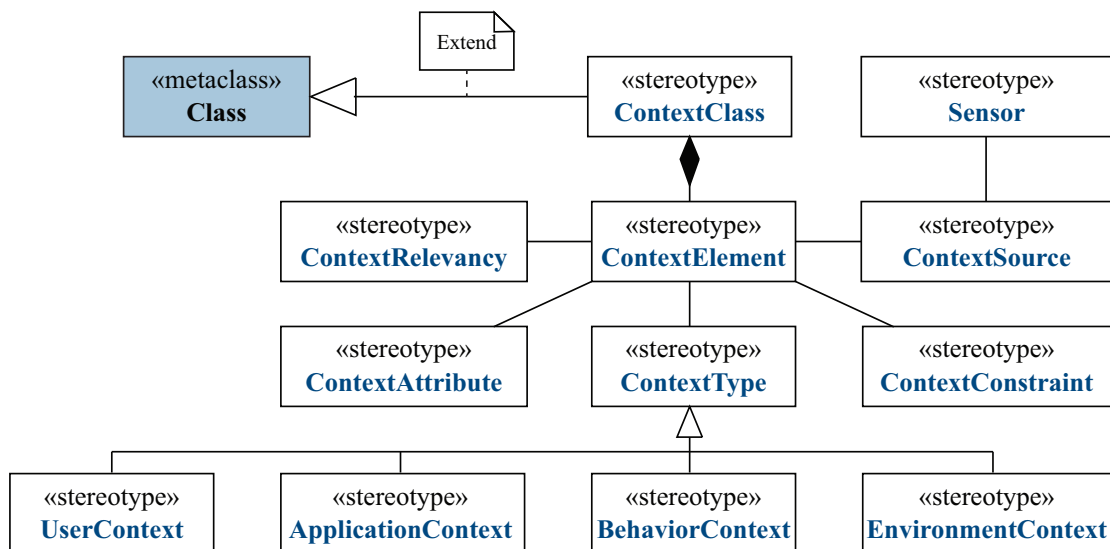 Extend
«metaclass»
Class
«stereotype»
ContextClass
«stereotype»
Sensor
«stereotype»
ContextRelevancy
«stereotype»
ContextElement
«stereotype»
ContextSource
«stereotype»
ContextAttribute
«stereotype»
ContextType
«stereotype»
ContextConstraint
«stereotype»
UserContext
«stereotype»
ApplicationContext
«stereotype»
BehaviorContext
«stereotype»
EnvironmentContext